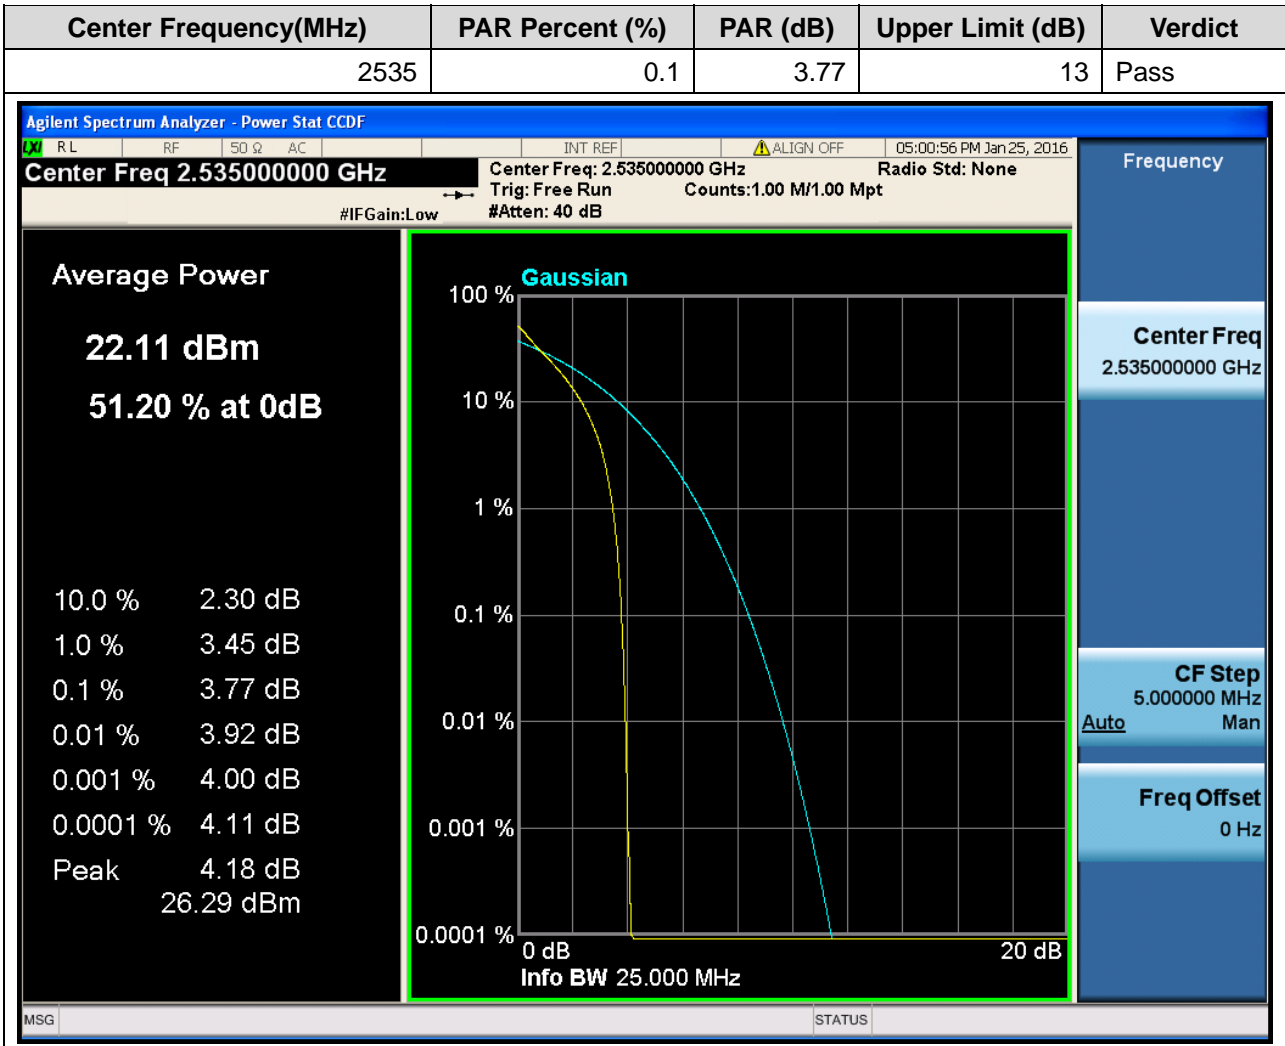 Center Frequency(MHz) PAR Percent (%) PAR (dB) Upper Limit (dB) Verdict
2535 0.1 3.77 13 Pass
Agilent Spectrum Analyzer - Power Stat CCDF
LXI RL RF 50 Ω AC INT REF ALIGN OFF 05:00:56 PM Jan 25, 2016
Center Freq 2.535000000 GHz
#IFGain:Low
Center Freq: 2.535000000 GHz Radio Std: None
Trig: Free Run Counts:1.00 M/1.00 Mpt
#Atten: 40 dB
Average Power
22.11 dBm
51.20 % at 0dB
10.0 % 2.30 dB
1.0 % 3.45 dB
0.1 % 3.77 dB
0.01 % 3.92 dB
0.001 % 4.00 dB
0.0001 % 4.11 dB
Peak 4.18 dB
26.29 dBm
Gaussian
100 %
10 %
1 %
0.1 %
0.01 %
0.001 %
0.0001 %
0 dB 20 dB
Info BW 25.000 MHz
Frequency
Center Freq
2.535000000 GHz
CF Step
5.000000 MHz
Auto Man
Freq Offset
0 Hz
MSG STATUS